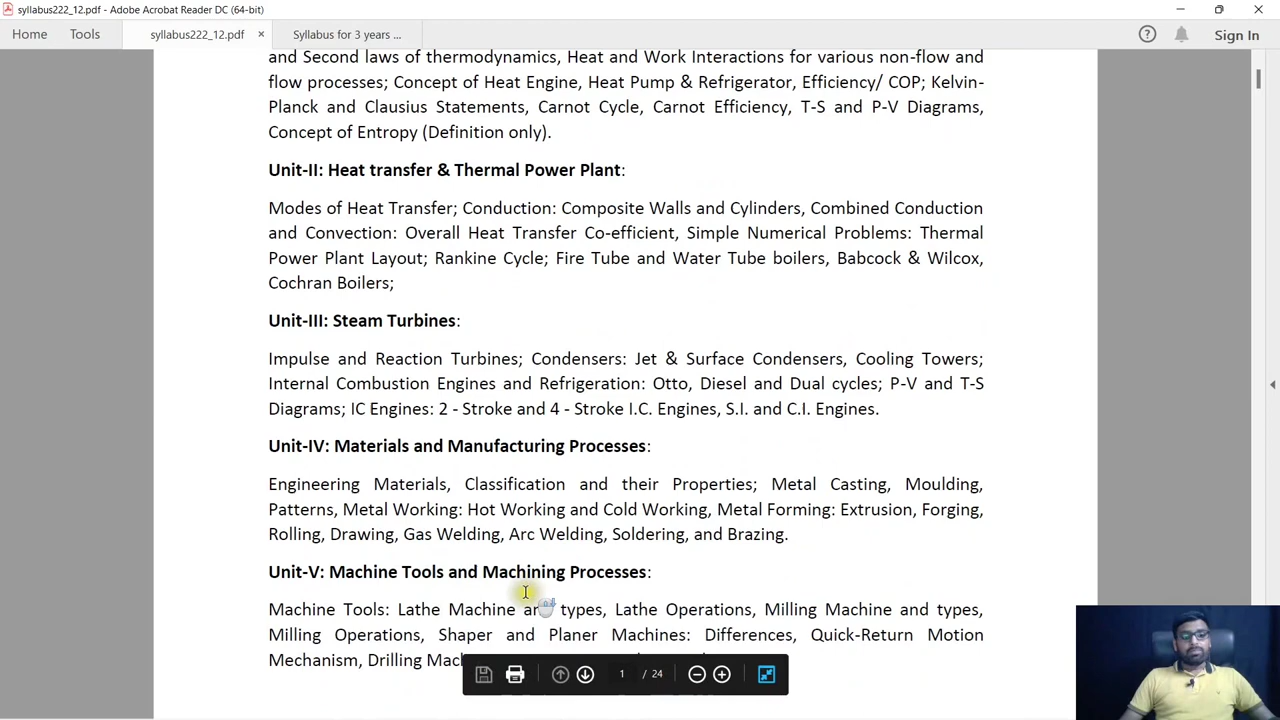 syllabus222_12.pdf - Adobe Acrobat Reader DC (64-bit)
Home Tools syllabus222_12.pdf × Syllabus for 3 years ... Sign In
and Second laws of thermodynamics, Heat and Work Interactions for various non-flow and
flow processes; Concept of Heat Engine, Heat Pump & Refrigerator, Efficiency/ COP; Kelvin-
Planck and Clausius Statements, Carnot Cycle, Carnot Efficiency, T-S and P-V Diagrams,
Concept of Entropy (Definition only).
Unit-II: Heat transfer & Thermal Power Plant:
Modes of Heat Transfer; Conduction: Composite Walls and Cylinders, Combined Conduction
and Convection: Overall Heat Transfer Co-efficient, Simple Numerical Problems: Thermal
Power Plant Layout; Rankine Cycle; Fire Tube and Water Tube boilers, Babcock & Wilcox,
Cochran Boilers;
Unit-III: Steam Turbines:
Impulse and Reaction Turbines; Condensers: Jet & Surface Condensers, Cooling Towers;
Internal Combustion Engines and Refrigeration: Otto, Diesel and Dual cycles; P-V and T-S
Diagrams; IC Engines: 2 - Stroke and 4 - Stroke I.C. Engines, S.I. and C.I. Engines.
Unit-IV: Materials and Manufacturing Processes:
Engineering Materials, Classification and their Properties; Metal Casting, Moulding,
Patterns, Metal Working: Hot Working and Cold Working, Metal Forming: Extrusion, Forging,
Rolling, Drawing, Gas Welding, Arc Welding, Soldering, and Brazing.
Unit-V: Machine Tools and Machining Processes:
Machine Tools: Lathe Machine and types, Lathe Operations, Milling Machine and types,
Milling Operations, Shaper and Planer Machines: Differences, Quick-Return Motion
Mechanism, Drilling
1 / 24